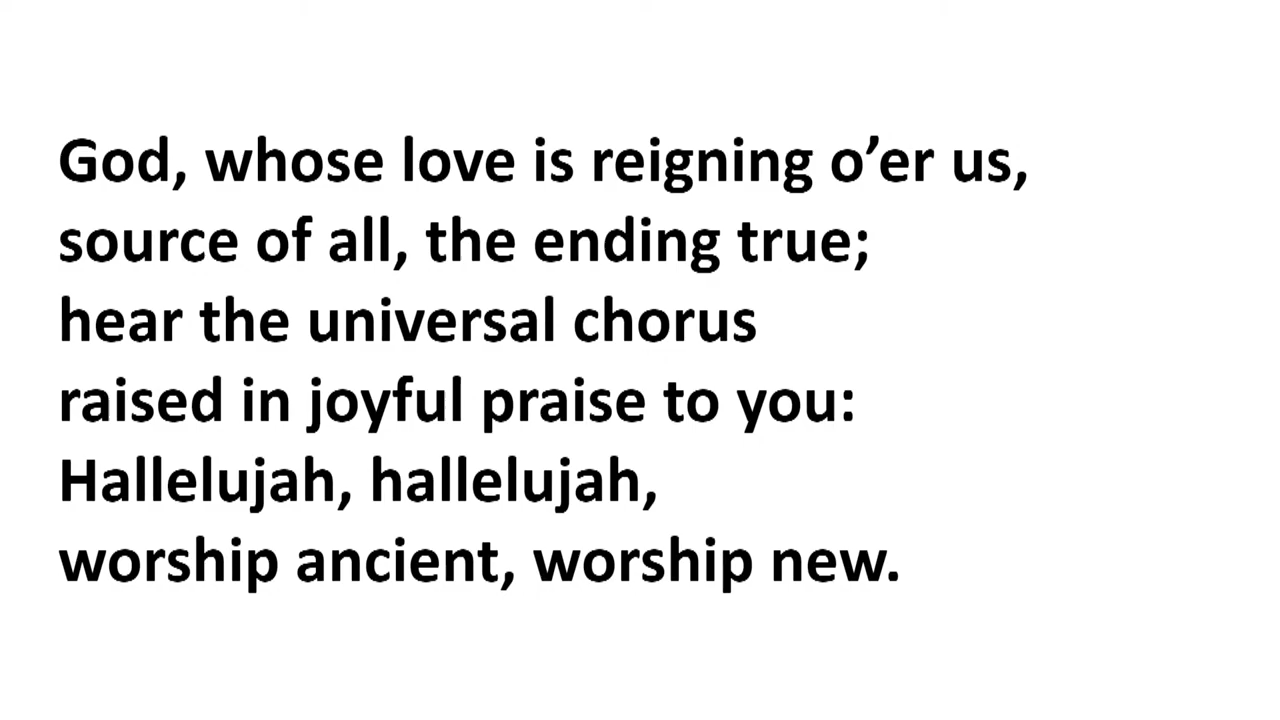 God, whose love is reigning o’er us,
source of all, the ending true;
hear the universal chorus
raised in joyful praise to you:
Hallelujah, hallelujah,
worship ancient, worship new.